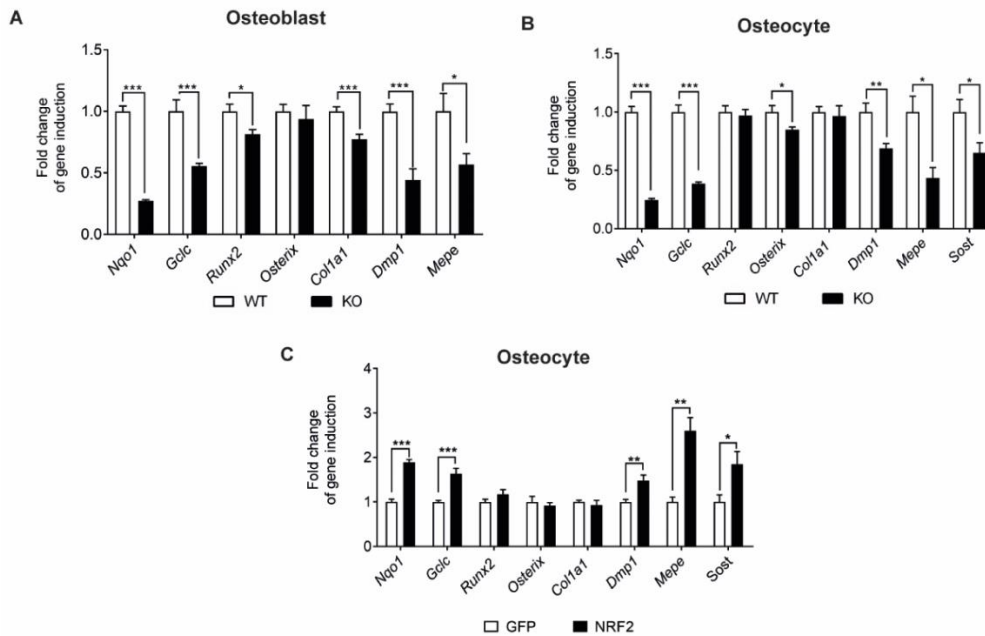 A
Osteoblast
Fold change
of gene induction
1.5
1.0
0.5
0.0
***
***
*
***
***
*
Nqo1
Gclc
Runx2
Osterix
Col1a1
Dmp1
Mepe
WT
KO
B
Osteocyte
Fold change
of gene induction
1.5
1.0
0.5
0.0
***
***
*
**
*
*
Nqo1
Gclc
Runx2
Osterix
Col1a1
Dmp1
Mepe
Sost
WT
KO
C
Osteocyte
Fold change
of gene induction
4
3
2
1
0
***
***
**
**
*
Nqo1
Gclc
Runx2
Osterix
Col1a1
Dmp1
Mepe
Sost
GFP
NRF2